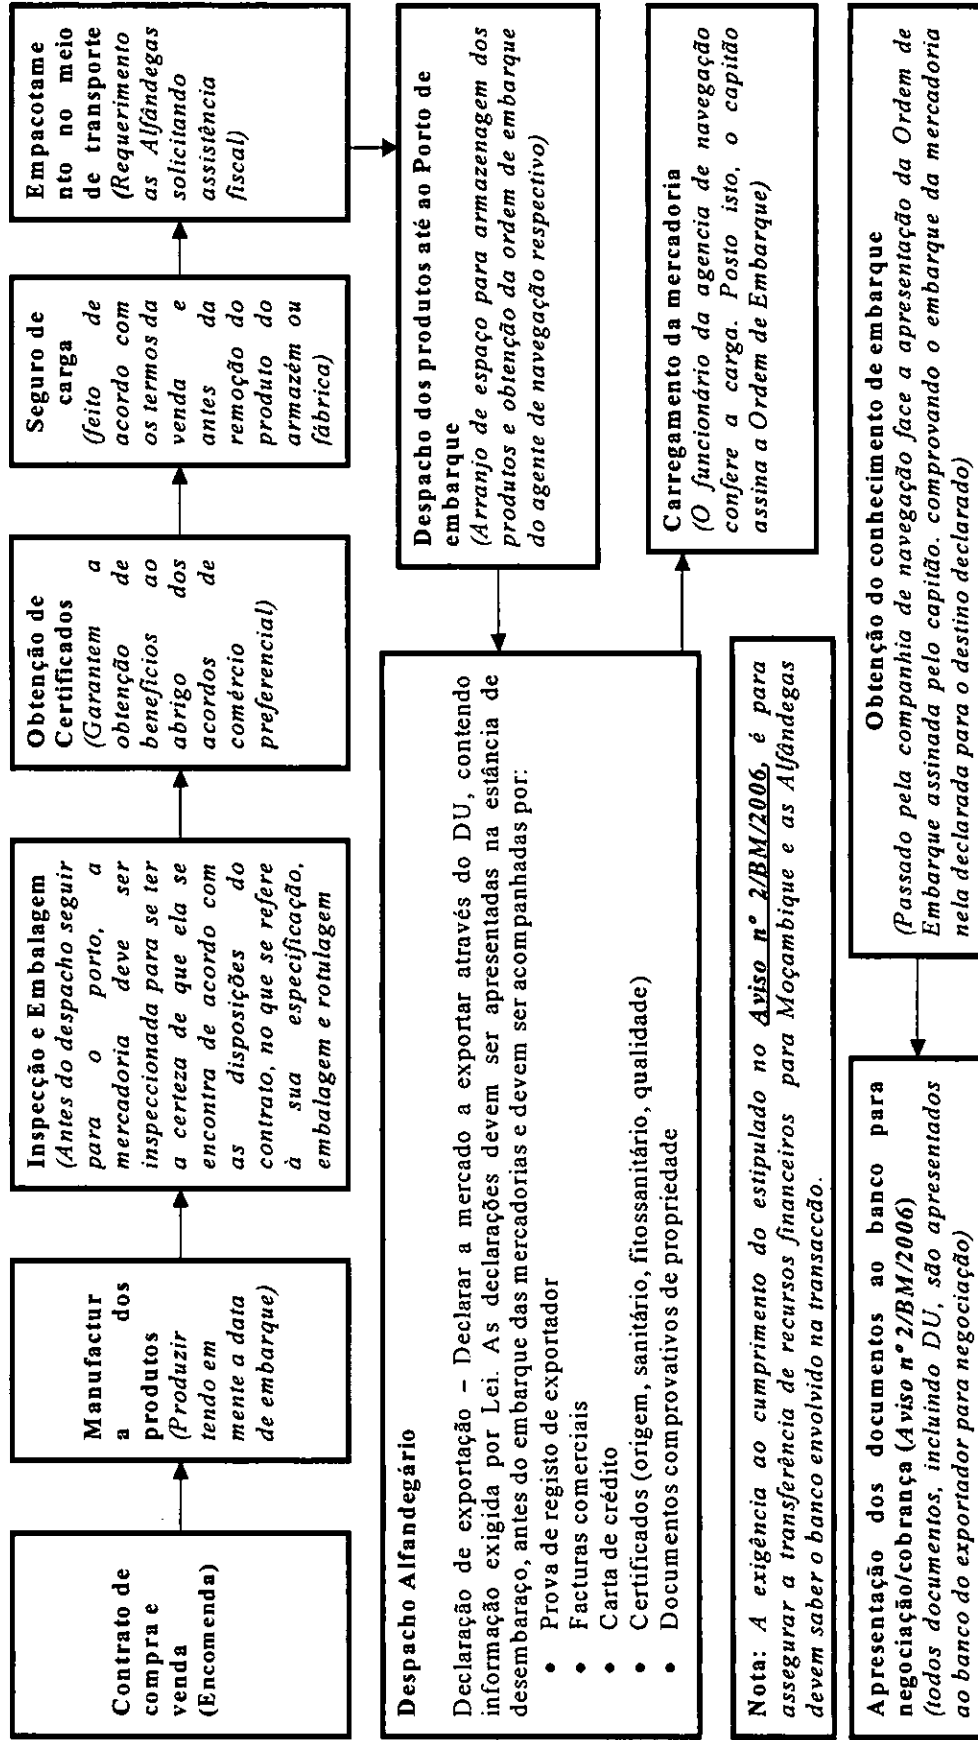 Contrato de
compra e
venda
(Encomenda)
Manufactur
a dos
produtos
(Produzir
tendo em
mente a data
de embarque)
Inspecção e Embalagem
(Antes do despacho seguir
para o porto, a
mercadoria deve ser
inspeccionada para se ter
a certeza de que ela se
encontra de acordo com
as disposições do
contrato, no que se refere
à sua especificação,
embalagem e rotulagem
Obtenção de
Certificados
(Garantem a
obtenção de
benefícios ao
abrigo dos
acordos de
comércio
preferencial)
Seguro de
carga
(feito de
acordo com
os termos da
venda e
antes da
remoção do
produto do
armazém ou
fábrica)
Empacotame
nto no meio
de transporte
(Requerimento
as Alfândegas
solicitando
assistência
fiscal)
Despacho dos produtos até ao Porto de
embarque
(Arranjo de espaço para armazenagem dos
produtos e obtenção da ordem de embarque
do agente de navegação respectivo)
Despacho Alfandegário
Declaração de exportação – Declarar a mercado a exportar através do DU, contendo
informação exigida por Lei. As declarações devem ser apresentadas na estância de
desembaraço, antes do embarque das mercadorias e devem ser acompanhadas por:
• Prova de registo de exportador
• Facturas comerciais
• Carta de crédito
• Certificados (origem, sanitário, fitossanitário, qualidade)
• Documentos comprovativos de propriedade
Carregamento da mercadoria
(O funcionário da agencia de navegação
confere a carga. Posto isto, o capitão
assina a Ordem de Embarque)
Nota: A exigência ao cumprimento do estipulado no Aviso nº 2/BM/2006, é para
assegurar a transferência de recursos financeiros para Moçambique e as Alfândegas
devem saber o banco envolvido na transacção.
Obtenção do conhecimento de embarque
(Passado pela companhia de navegação face a apresentação da Ordem de
Embarque assinada pelo capitão. comprovando o embarque da mercadoria
nela declarada para o destino declarado)
Apresentação dos documentos ao banco para
negociação/cobrança (Aviso nº 2/BM/2006)
(todos documentos, incluindo DU, são apresentados
ao banco do exportador para negociação)